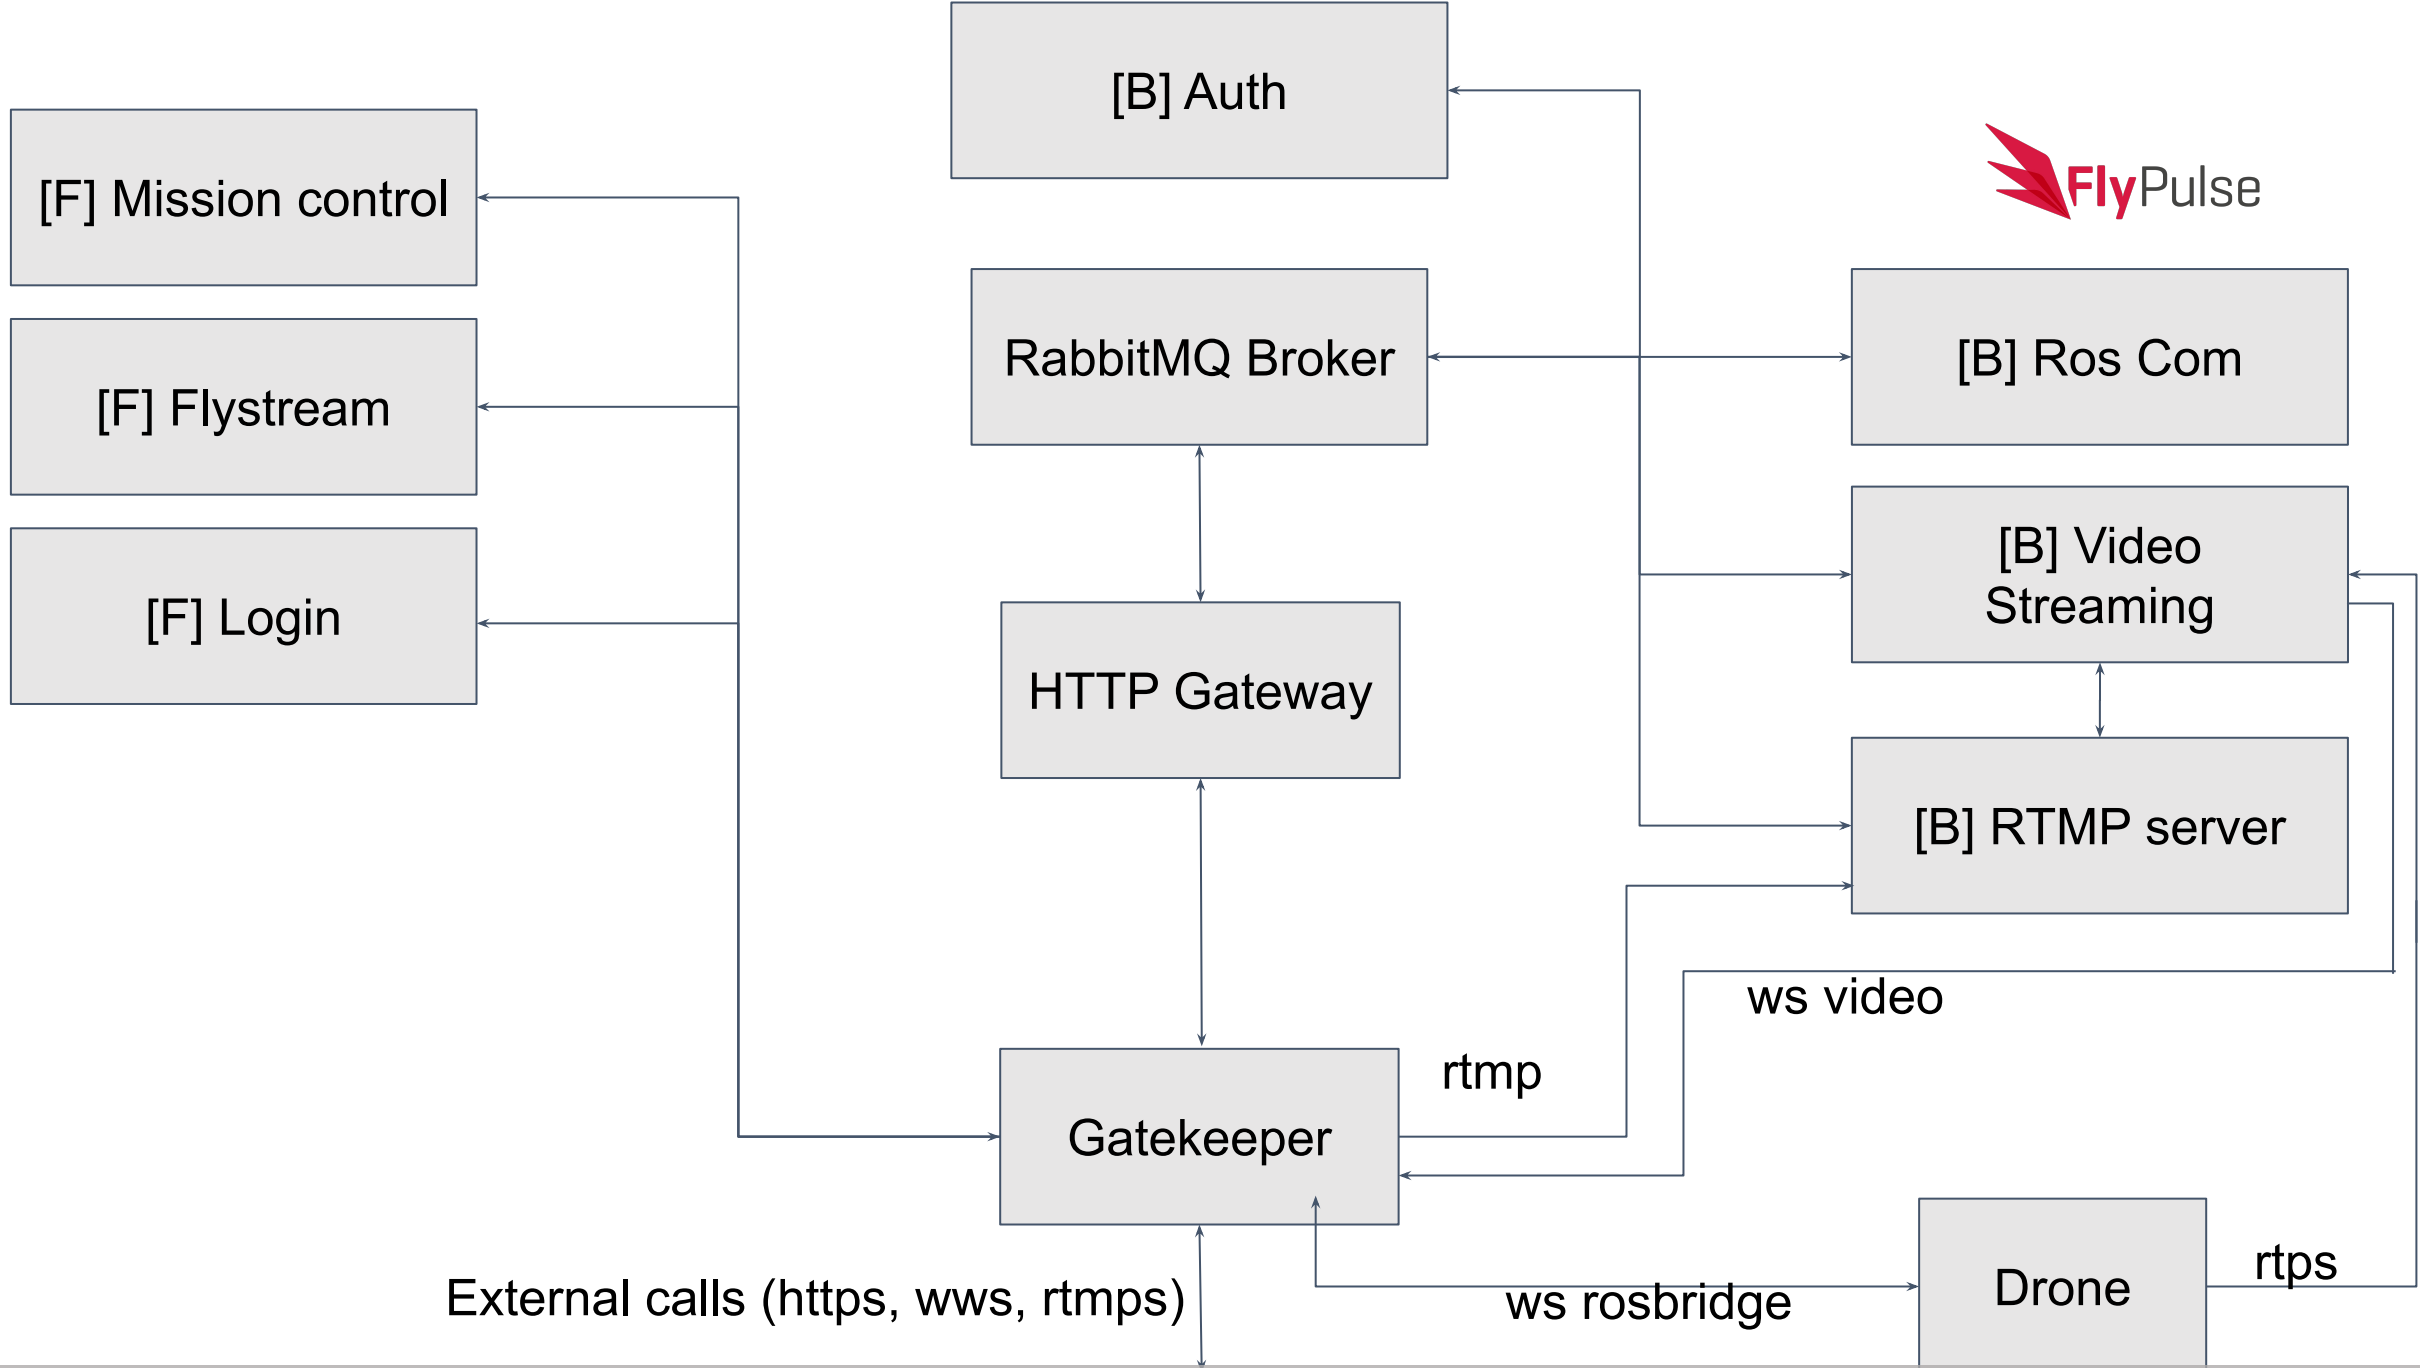 [B] Auth
[F] Mission control
FlyPulse
RabbitMQ Broker
[B] Ros Com
[F] Flystream
[B] Video
Streaming
[F] Login
HTTP Gateway
[B] RTMP server
ws video
rtmp
Gatekeeper
rtps
Drone
External calls (https, wws, rtmps)
ws rosbridge